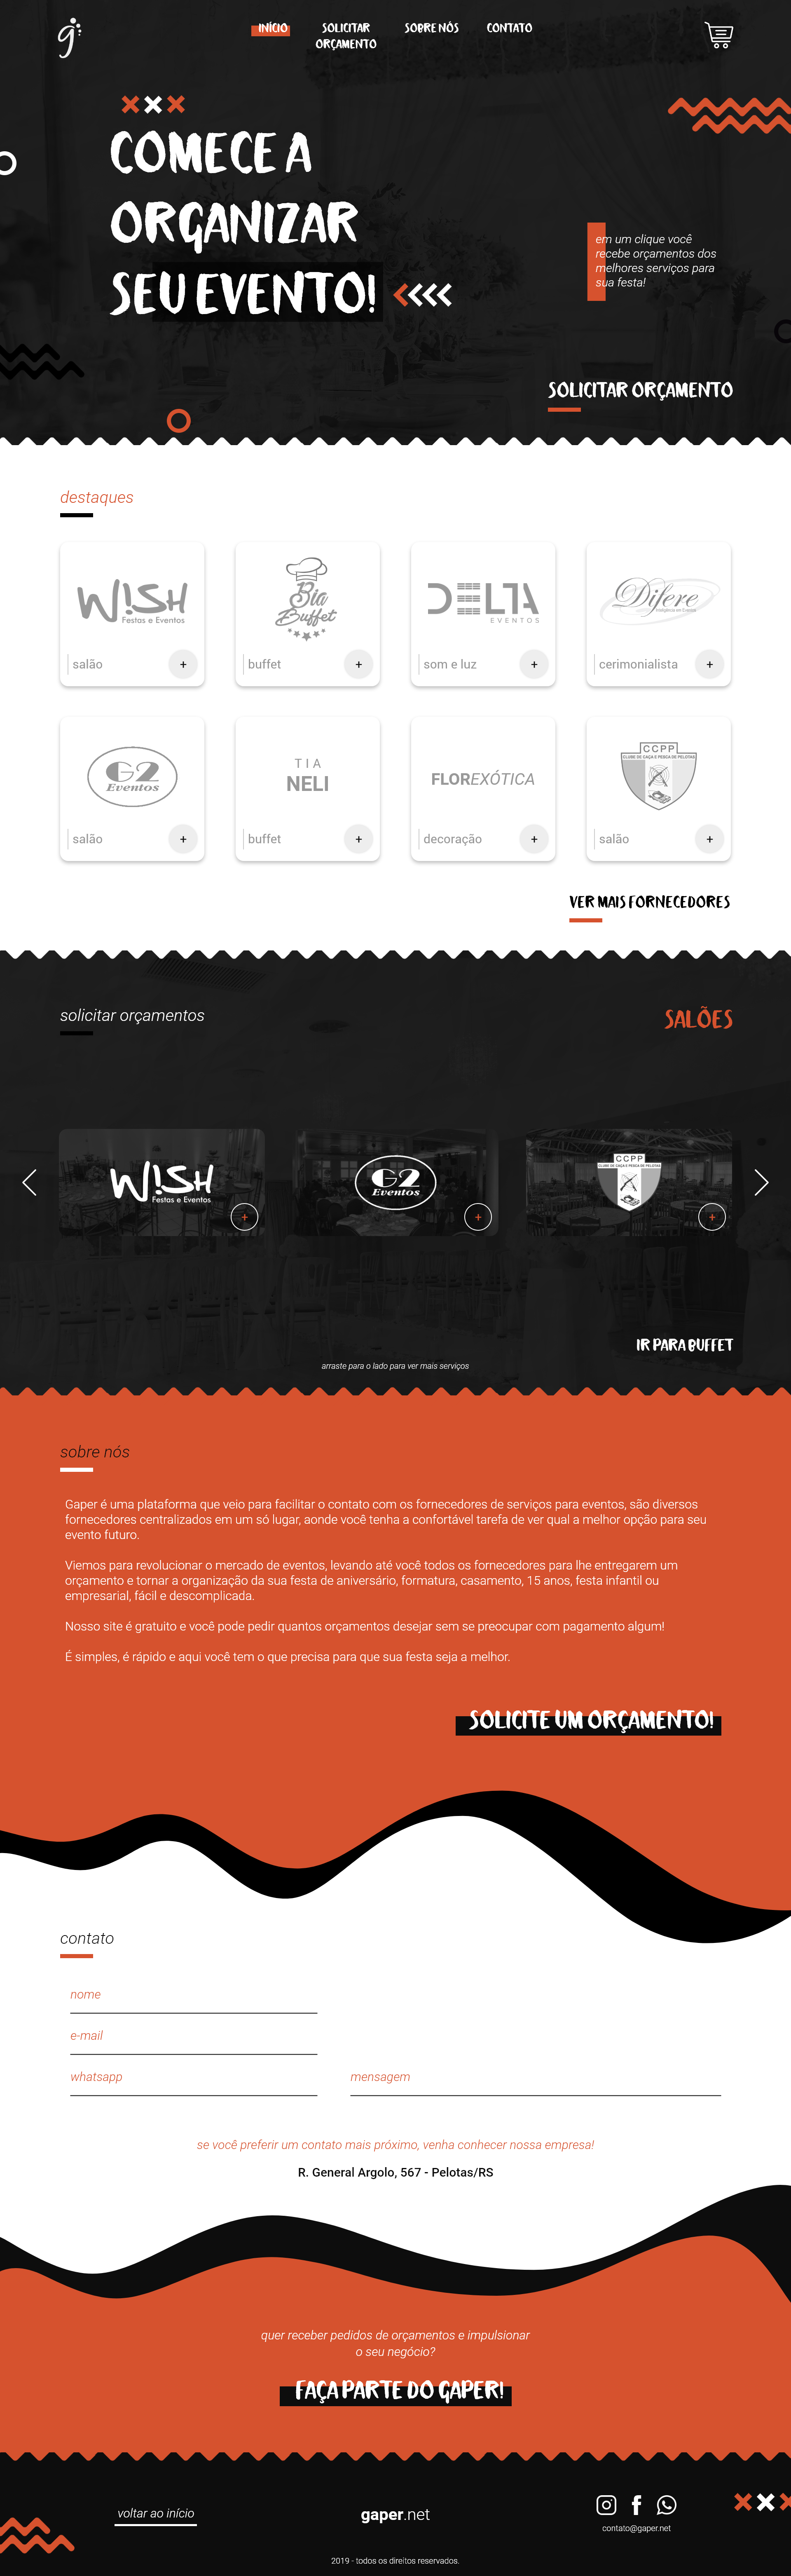 g
INÍCIO
SOLICITAR
ORÇAMENTO
SOBRE NÓS
CONTATO
COMECE A
ORGANIZAR
SEU EVENTO!
em um clique você
recebe orçamentos dos
melhores serviços para
sua festa!
SOLICITAR ORÇAMENTO
destaques
W!SH
Festas e Eventos
salão
+
Bia
Buffet
buffet
+
DELTA
EVENTOS
som e luz
+
Difere
cerimonialista
+
G2
Eventos
salão
+
TIA
NELI
buffet
+
FLOREXÓTICA
decoração
+
CCPP
CLUBE DE CAÇA E PESCA DE PELOTAS
salão
+
VER MAIS FORNECEDORES
solicitar orçamentos
SALÕES
W!SH
Festas e Eventos
+
G2
Eventos
+
CCPP
CLUBE DE CAÇA E PESCA DE PELOTAS
+
IR PARA BUFFET
arraste para o lado para ver mais serviços
sobre nós
Gaper é uma plataforma que veio para facilitar o contato com os fornecedores de serviços para eventos, são diversos
fornecedores centralizados em um só lugar, aonde você tenha a confortável tarefa de ver qual a melhor opção para seu
evento futuro.
Viemos para revolucionar o mercado de eventos, levando até você todos os fornecedores para lhe entregarem um
orçamento e tornar a organização da sua festa de aniversário, formatura, casamento, 15 anos, festa infantil ou
empresarial, fácil e descomplicada.
Nosso site é gratuito e você pode pedir quantos orçamentos desejar sem se preocupar com pagamento algum!
É simples, é rápido e aqui você tem o que precisa para que sua festa seja a melhor.
SOLICITE UM ORÇAMENTO!
contato
nome
e-mail
whatsapp
mensagem
se você preferir um contato mais próximo, venha conhecer nossa empresa!
R. General Argolo, 567 - Pelotas/RS
quer receber pedidos de orçamentos e impulsionar
o seu negócio?
FAÇA PARTE DO GAPER!
voltar ao início
gaper.net
contato@gaper.net
2019 - todos os direitos reservados.